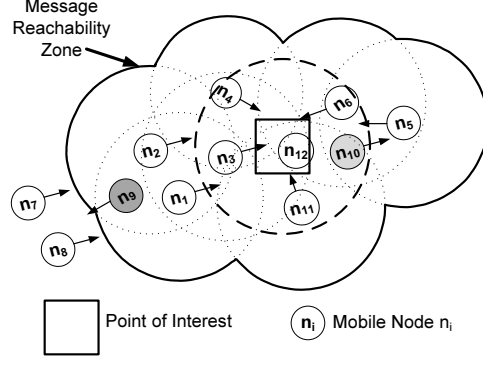 Message
Reachability
Zone
n4
n6
n5
n2
n3
n12
n10
n7
n9
n1
n11
n8
Point of Interest
ni
Mobile Node ni